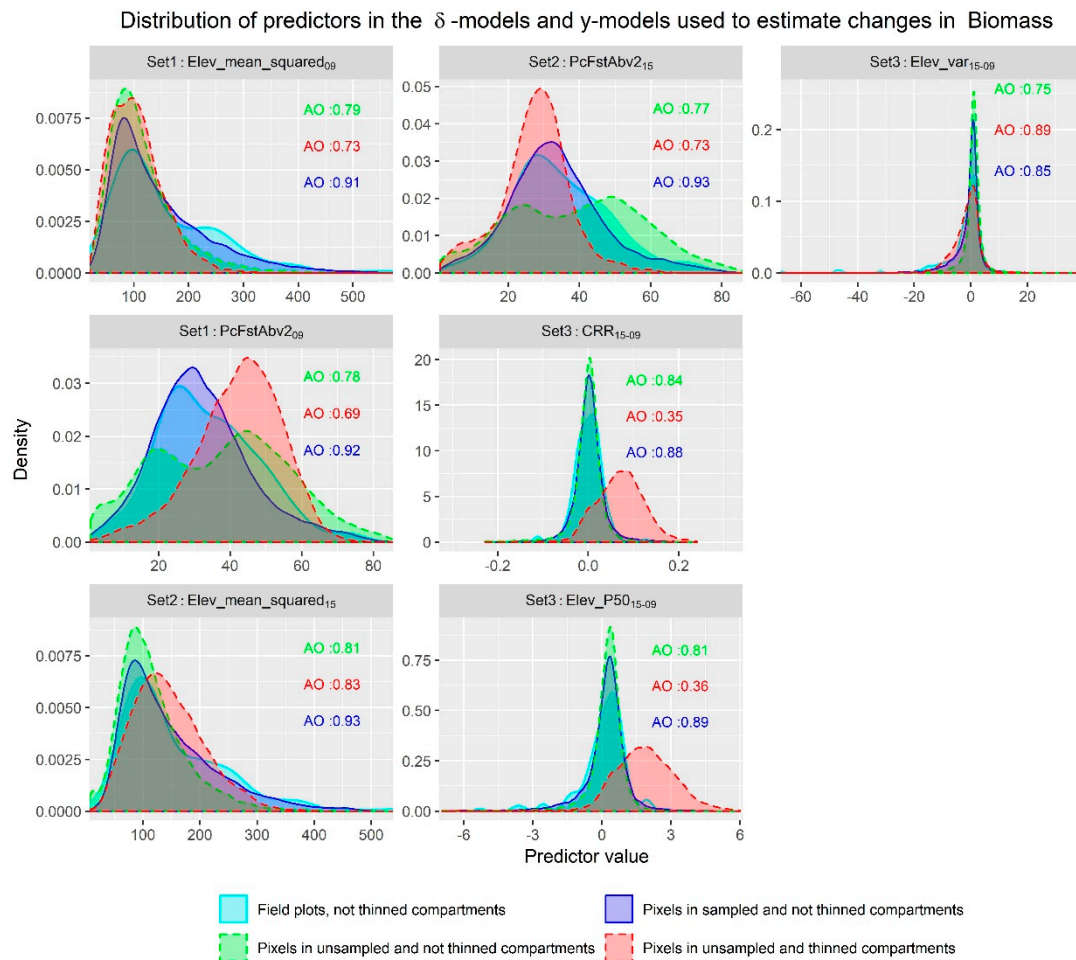 Distribution of predictors in the δ -models and y-models used to estimate changes in Biomass
Set1 : Elev_mean_squared09
AO :0.79
AO :0.73
AO :0.91
0.0075
0.0050
0.0025
0.0000
100 200 300 400 500
Set2 : PcFstAbv215
AO :0.77
AO :0.73
AO :0.93
0.05
0.04
0.03
0.02
0.01
0.00
20 40 60 80
Set3 : Elev_var15-09
AO :0.75
AO :0.89
AO :0.85
0.2
0.1
0.0
-60 -40 -20 0 20
Set1 : PcFstAbv209
AO :0.78
AO :0.69
AO :0.92
0.03
0.02
0.01
0.00
20 40 60 80
Set3 : CRR15-09
AO :0.84
AO :0.35
AO :0.88
20
15
10
5
0
-0.2 0.0 0.2
Density
Set2 : Elev_mean_squared15
AO :0.81
AO :0.83
AO :0.93
0.0075
0.0050
0.0025
0.0000
100 200 300 400 500
Set3 : Elev_P5015-09
AO :0.81
AO :0.36
AO :0.89
0.75
0.50
0.25
0.00
-6 -3 0 3 6
Predictor value
Field plots, not thinned compartments
Pixels in sampled and not thinned compartments
Pixels in unsampled and not thinned compartments
Pixels in unsampled and thinned compartments